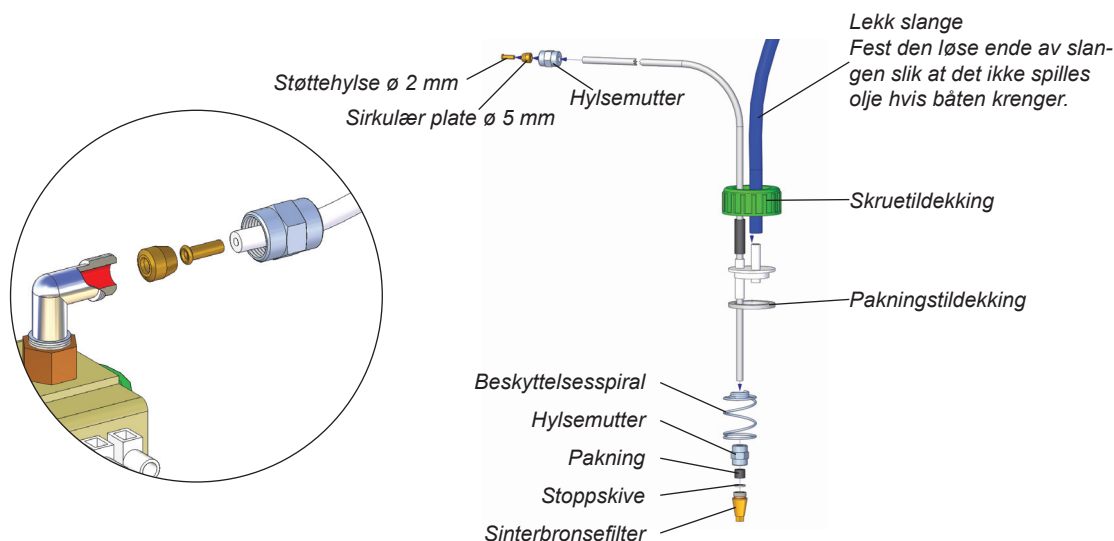 Lekk slange
Fest den løse ende av slan-
gen slik at det ikke spilles
olje hvis båten krenger.
Støttehylse ø 2 mm
Hylsemutter
Sirkulær plate ø 5 mm
Skruetildekking
Pakningstildekking
Beskyttelsesspiral
Hylsemutter
Pakning
Stoppskive
Sinterbronsefilter